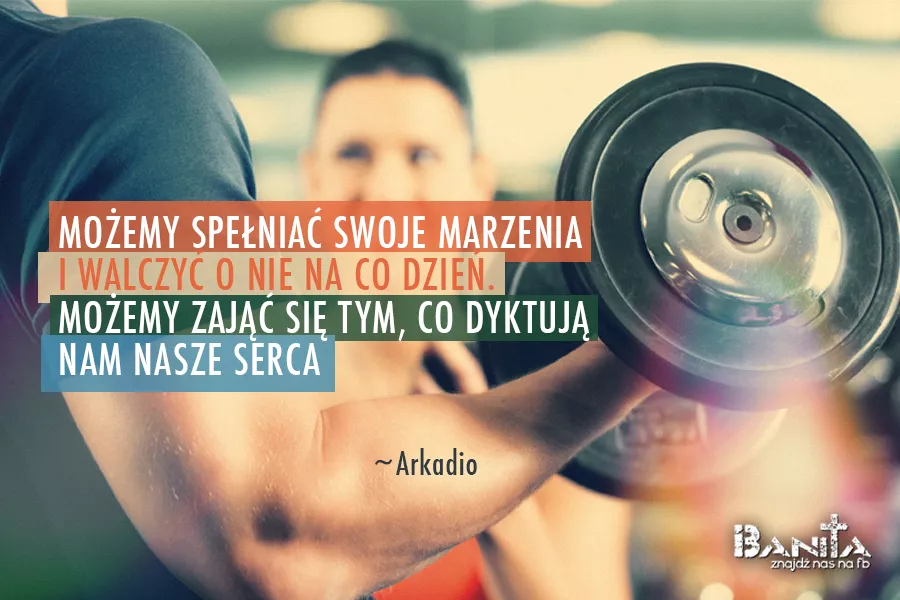 MOŻEMY SPEŁNIAĆ SWOJE MARZENIA
I WALCZYĆ O NIE NA CO DZIEŃ.
MOŻEMY ZAJĄĆ SIĘ TYM, CO DYKTUJĄ
NAM NASZE SERCA
~Arkadio
BANITA
znajdź nas na fb